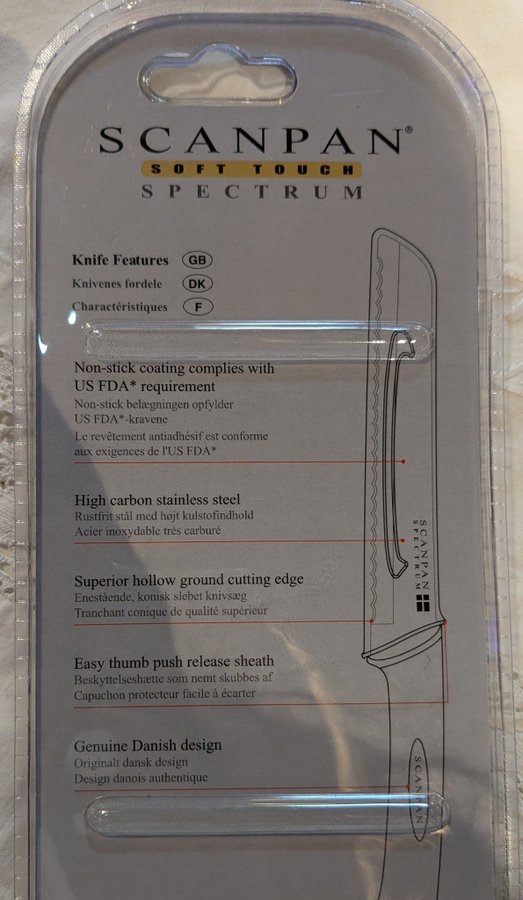 SCANPAN®
SOFT TOUCH
SPECTRUM
Knife Features GB
Knivenes fordele DK
Charactéristiques F
Non-stick coating complies with
US FDA* requirement
Non-stick belægningen opfylder
US FDA*-kravene
Le revêtement antiadhésif est conforme
aux exigences de l'US FDA*
High carbon stainless steel
Rustfrit stål med højt kulstofindhold
Acier inoxydable très carburé
SCANPAN
SPECTRUM
Superior hollow ground cutting edge
Enestående, konisk slebet knivsæg
Tranchant conique de qualité supérieur
Easy thumb push release sheath
Beskyttelseshætte som nemt skubbes af
Capuchon protecteur facile à écarter
Genuine Danish design
Originalt dansk design
Design danois authentique
SCANPAN